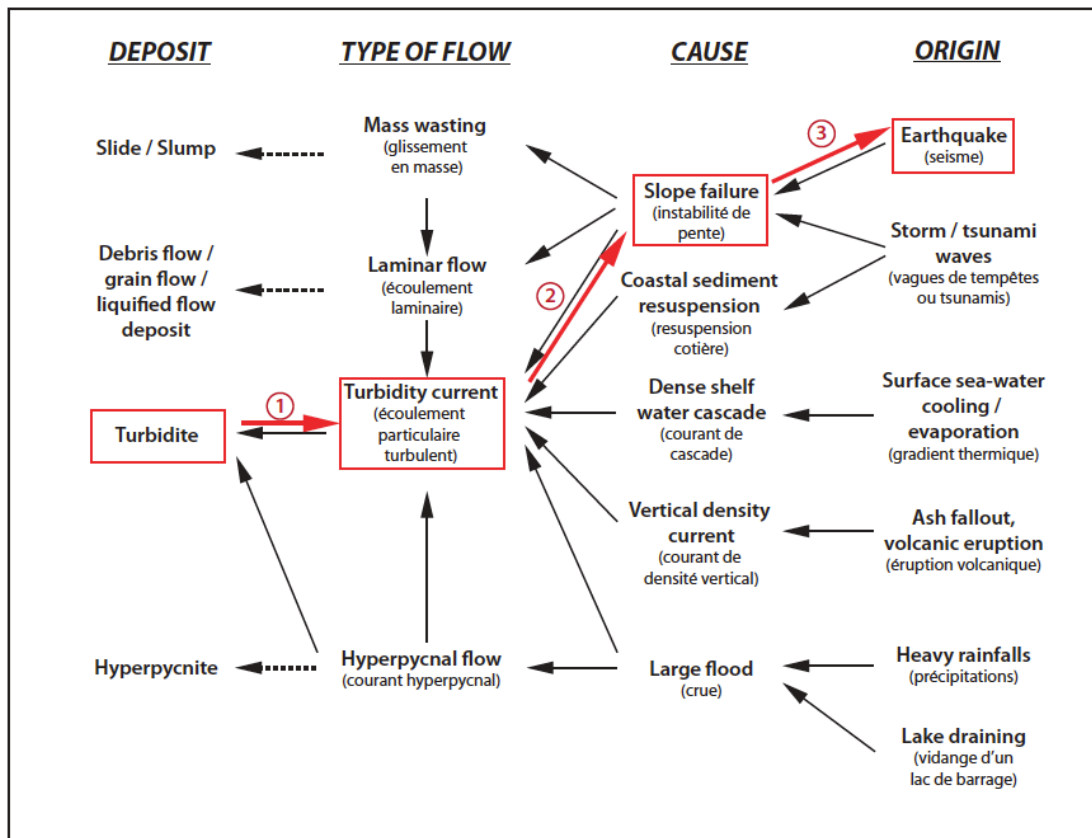 DEPOSIT
TYPE OF FLOW
CAUSE
ORIGIN
Slide / Slump
Mass wasting
(glissement
en masse)
3
Earthquake
(seisme)
Slope failure
(instabilité de
pente)
Storm / tsunami
waves
(vagues de tempêtes
ou tsunamis)
Debris flow /
grain flow /
liquified flow
deposit
Laminar flow
(écoulement
laminaire)
2
Coastal sediment
resuspension
(resuspension
cotière)
Turbidite
1
Turbidity current
(écoulement
particulaire
turbulent)
Dense shelf
water cascade
(courant de
cascade)
Surface sea-water
cooling /
evaporation
(gradient thermique)
Vertical density
current
(courant de
densité vertical)
Ash fallout,
volcanic eruption
(éruption volcanique)
Hyperpycnite
Hyperpycnal flow
(courant hyperpycnal)
Large flood
(crue)
Heavy rainfalls
(précipitations)
Lake draining
(vidange d'un
lac de barrage)